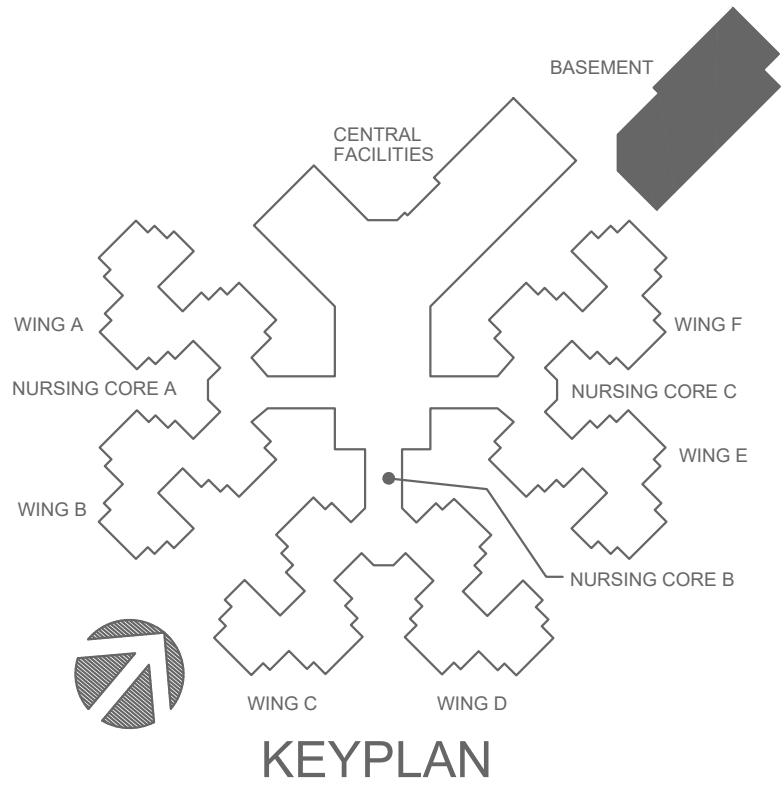 BASEMENT
CENTRAL
FACILITIES
WING A
WING F
NURSING CORE A
NURSING CORE C
WING E
WING B
NURSING CORE B
WING C
WING D
KEYPLAN